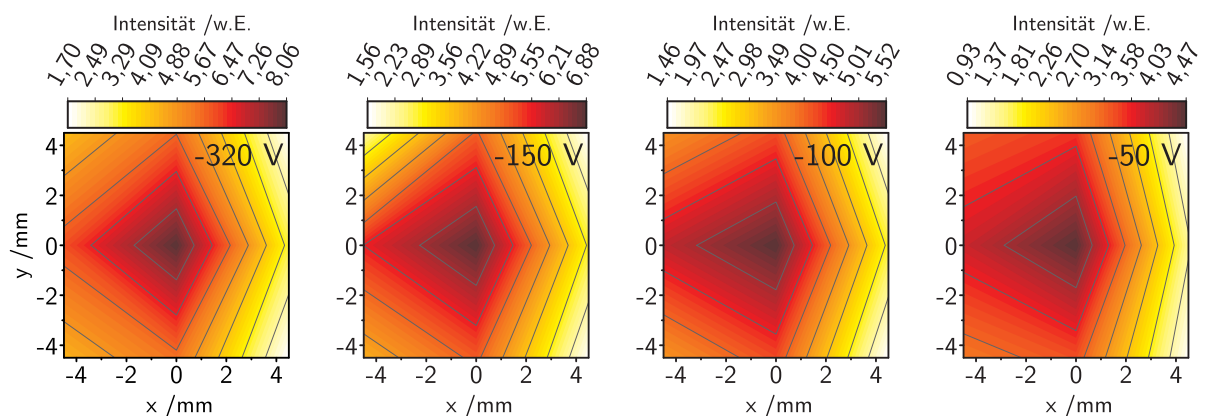 Intensität /w.E.
1,70 2,49 3,29 4,09 4,88 5,67 6,47 7,26 8,06
-320 V
4
2
0
-2
-4
y /mm
-4 -2 0 2 4
x /mm
Intensität /w.E.
1,56 2,23 2,89 3,56 4,22 4,89 5,55 6,21 6,88
-150 V
4
2
0
-2
-4
-4 -2 0 2 4
x /mm
Intensität /w.E.
1,46 1,97 2,47 2,98 3,49 4,00 4,50 5,01 5,52
-100 V
4
2
0
-2
-4
-4 -2 0 2 4
x /mm
Intensität /w.E.
0,93 1,37 1,81 2,26 2,70 3,14 3,58 4,03 4,47
-50 V
4
2
0
-2
-4
-4 -2 0 2 4
x /mm